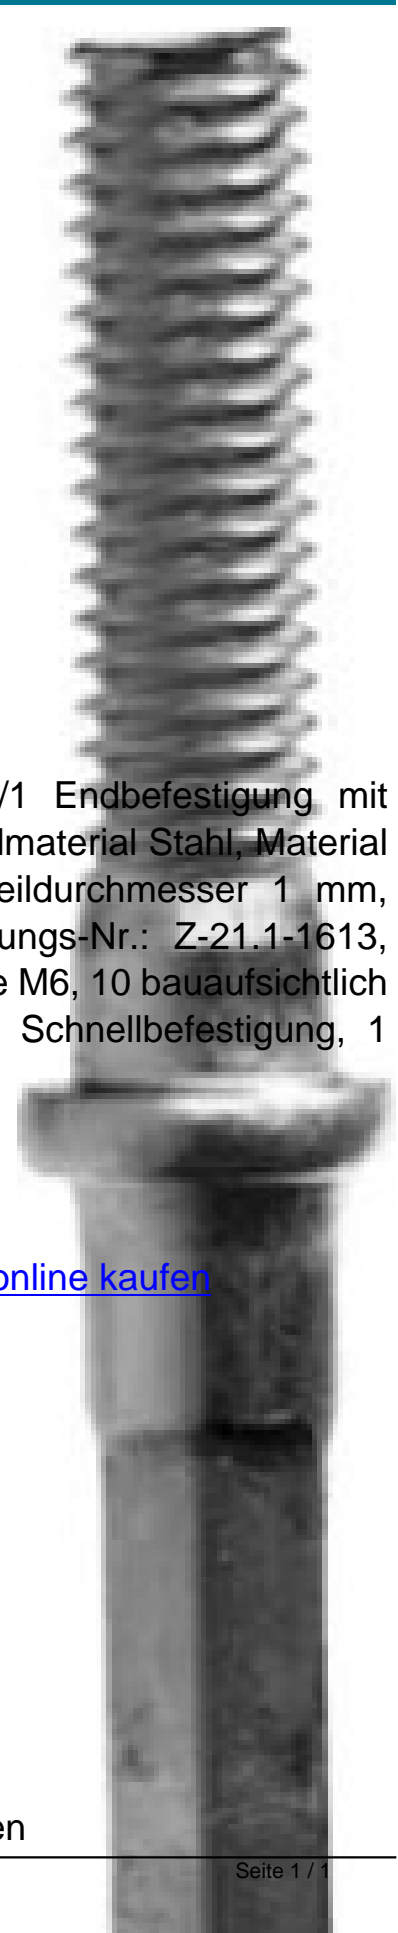 /1 Endbefestigung mit
lmaterial Stahl, Material
eildurchmesser 1 mm,
ungs-Nr.: Z-21.1-1613,
e M6, 10 bauaufsichtlich
Schnellbefestigung, 1
online kaufen
en
Seite 1 / 1